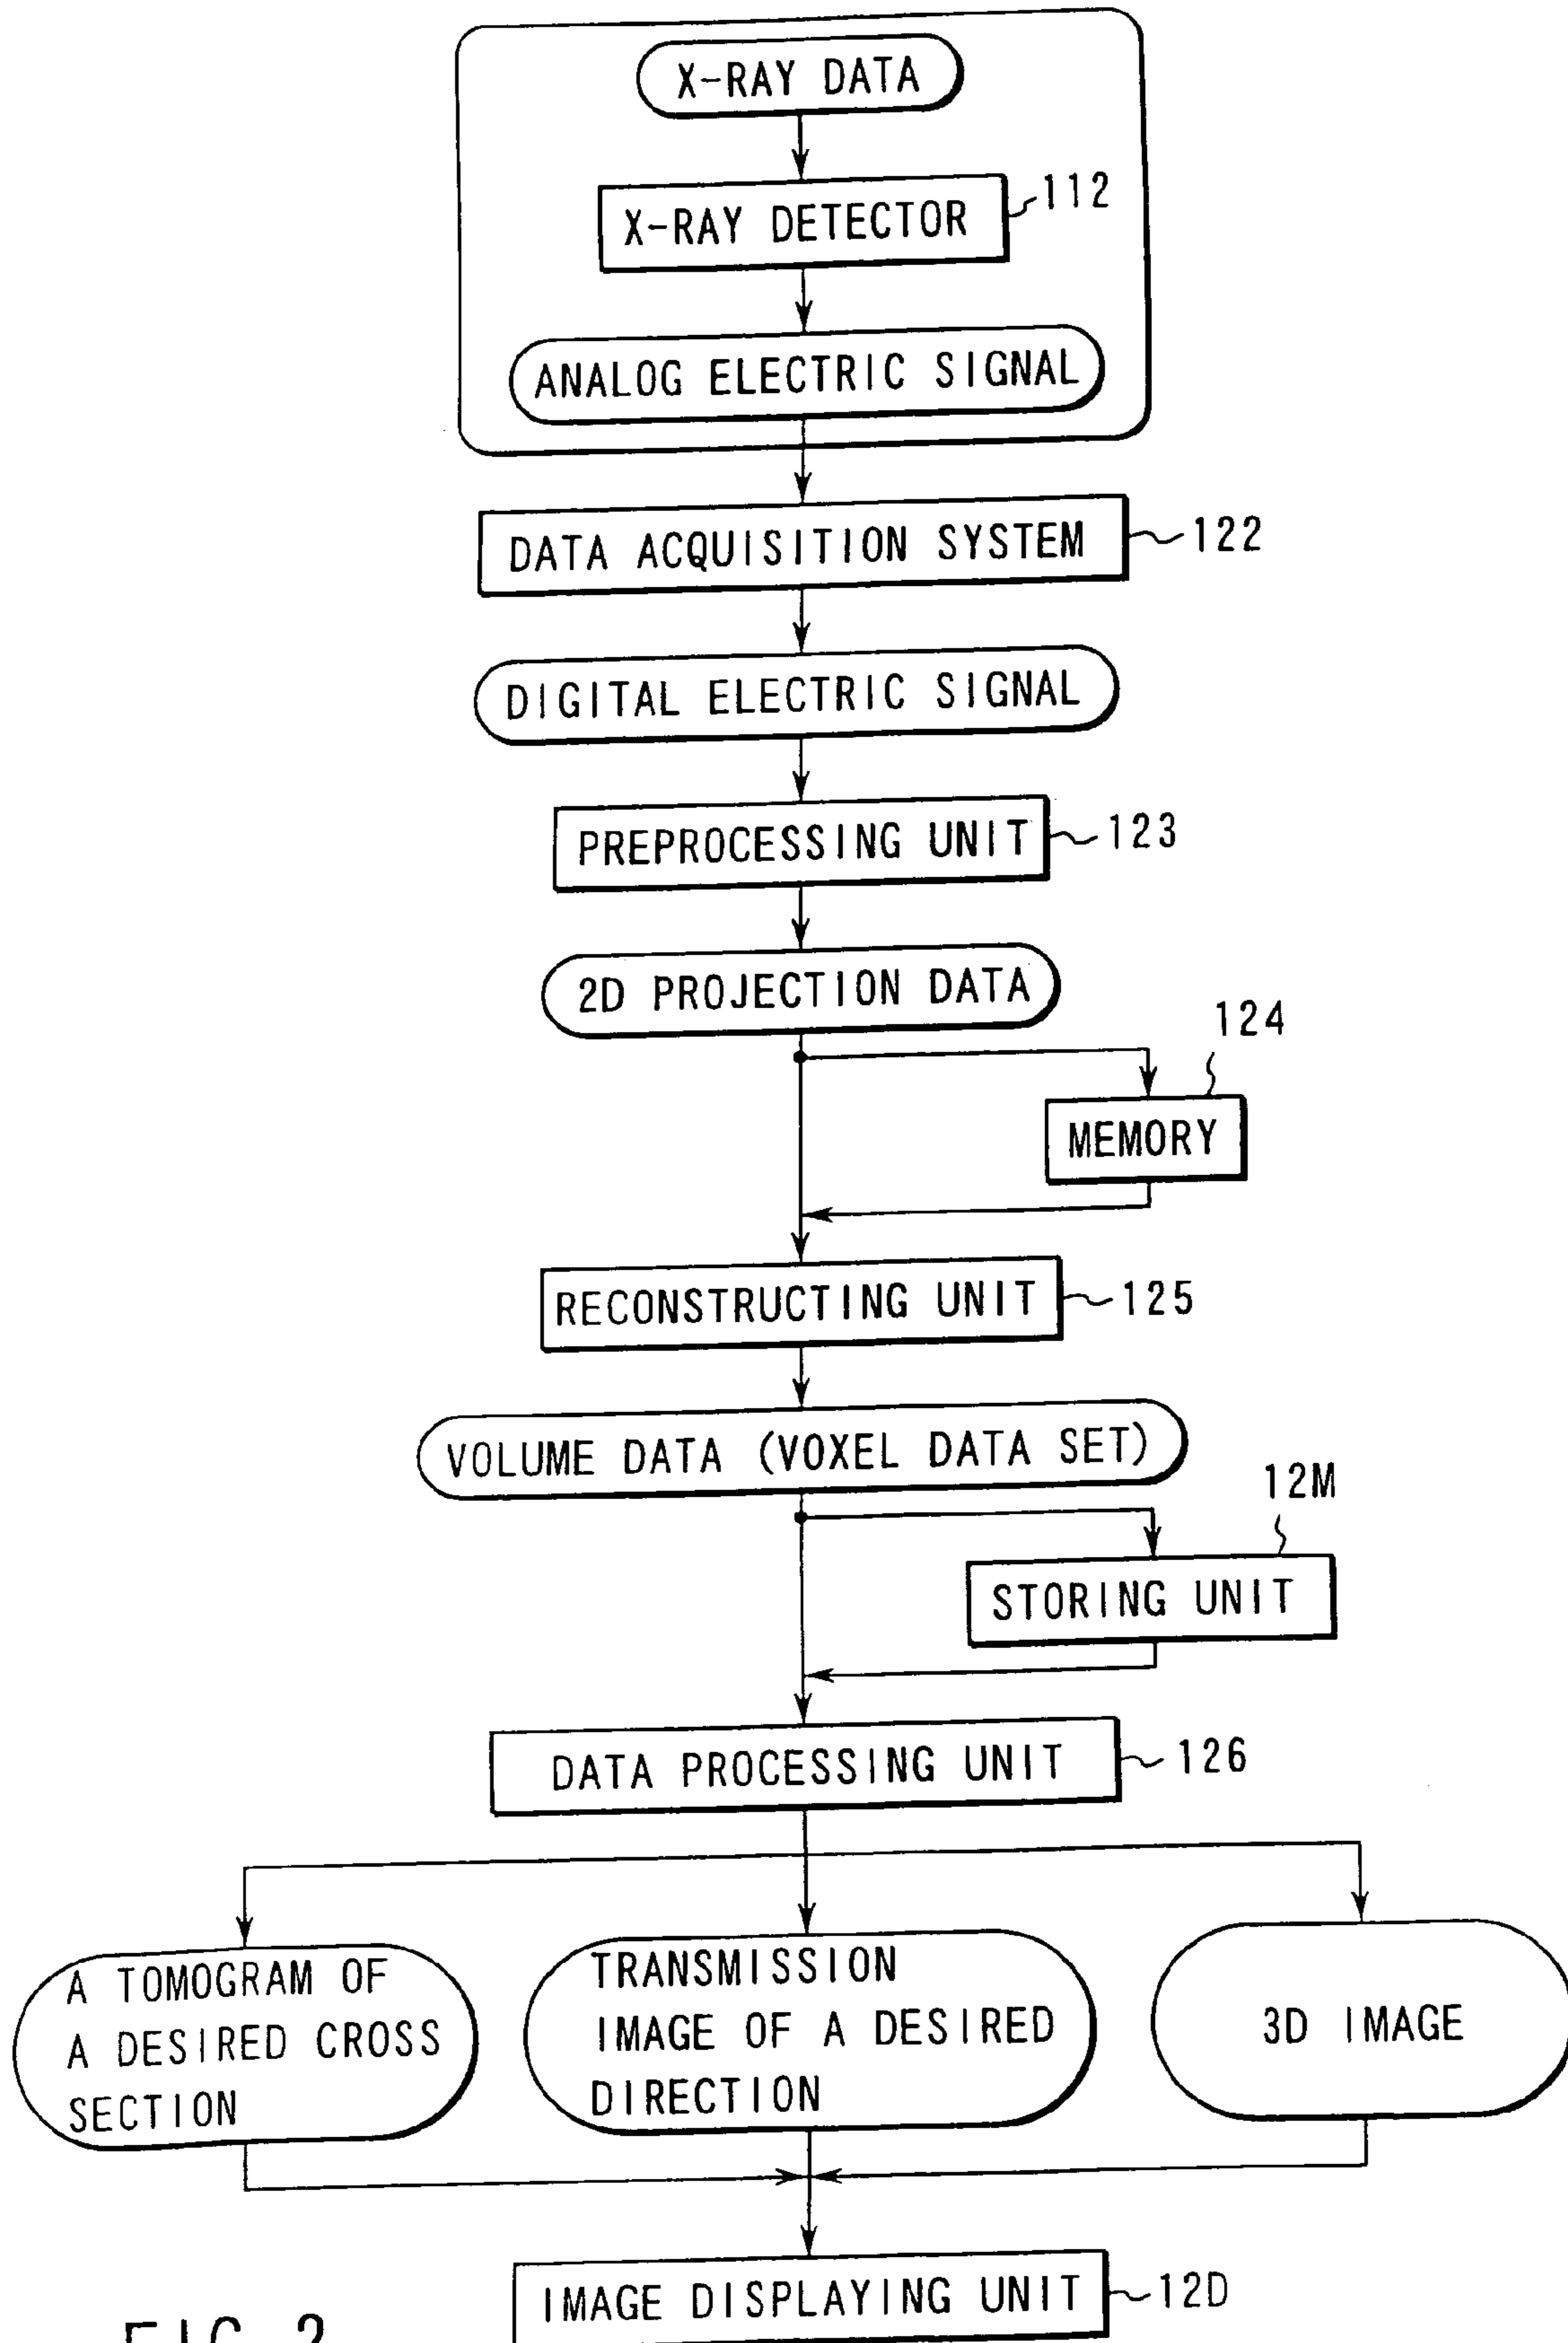 X-RAY DATA
X-RAY DETECTOR
112
ANALOG ELECTRIC SIGNAL
DATA ACQUISITION SYSTEM
122
DIGITAL ELECTRIC SIGNAL
PREPROCESSING UNIT
123
2D PROJECTION DATA
124
MEMORY
RECONSTRUCTING UNIT
125
VOLUME DATA (VOXEL DATA SET)
12M
STORING UNIT
DATA PROCESSING UNIT
126
A TOMOGRAM OF
A DESIRED CROSS
SECTION
TRANSMISSION
IMAGE OF A DESIRED
DIRECTION
3D IMAGE
IMAGE DISPLAYING UNIT
12D